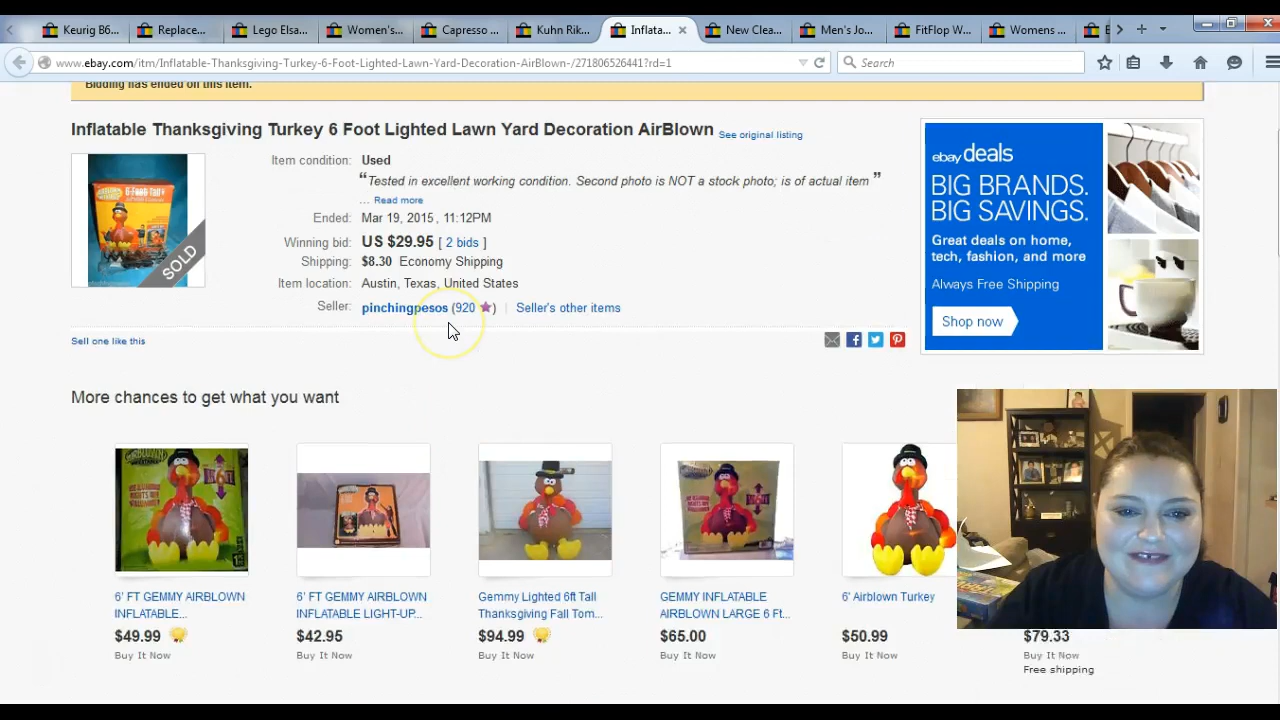 Keurig B6... Replace... Lego Elsa... Women's... Capresso ... Kuhn Rik... Inflata... New Clea... Men's Jo... FitFlop W... Womens ...
www.ebay.com/itm/Inflatable-Thanksgiving-Turkey-6-Foot-Lighted-Lawn-Yard-Decoration-AirBlown-/271806526441?rd=1
Search
Bidding has ended on this item.
Inflatable Thanksgiving Turkey 6 Foot Lighted Lawn Yard Decoration AirBlown
See original listing
SOLD
Item condition: Used
“Tested in excellent working condition. Second photo is NOT a stock photo; is of actual item ”
... Read more
Ended: Mar 19, 2015 , 11:12PM
Winning bid: US $29.95 [ 2 bids ]
Shipping: $8.30 Economy Shipping
Item location: Austin, Texas, United States
Seller: pinchingpesos (920 ) | Seller's other items
Sell one like this
ebay deals
BIG BRANDS.
BIG SAVINGS.
Great deals on home,
tech, fashion, and more
Always Free Shipping
Shop now
More chances to get what you want
6' FT GEMMY AIRBLOWN
INFLATABLE...
$49.99
Buy It Now
6' FT GEMMY AIRBLOWN
INFLATABLE LIGHT-UP...
$42.95
Buy It Now
Gemmy Lighted 6ft Tall
Thanksgiving Fall Tom...
$94.99
Buy It Now
GEMMY INFLATABLE
AIRBLOWN LARGE 6 Ft...
$65.00
Buy It Now
6' Airblown Turkey
$50.99
Buy It Now
$79.33
Buy It Now
Free shipping